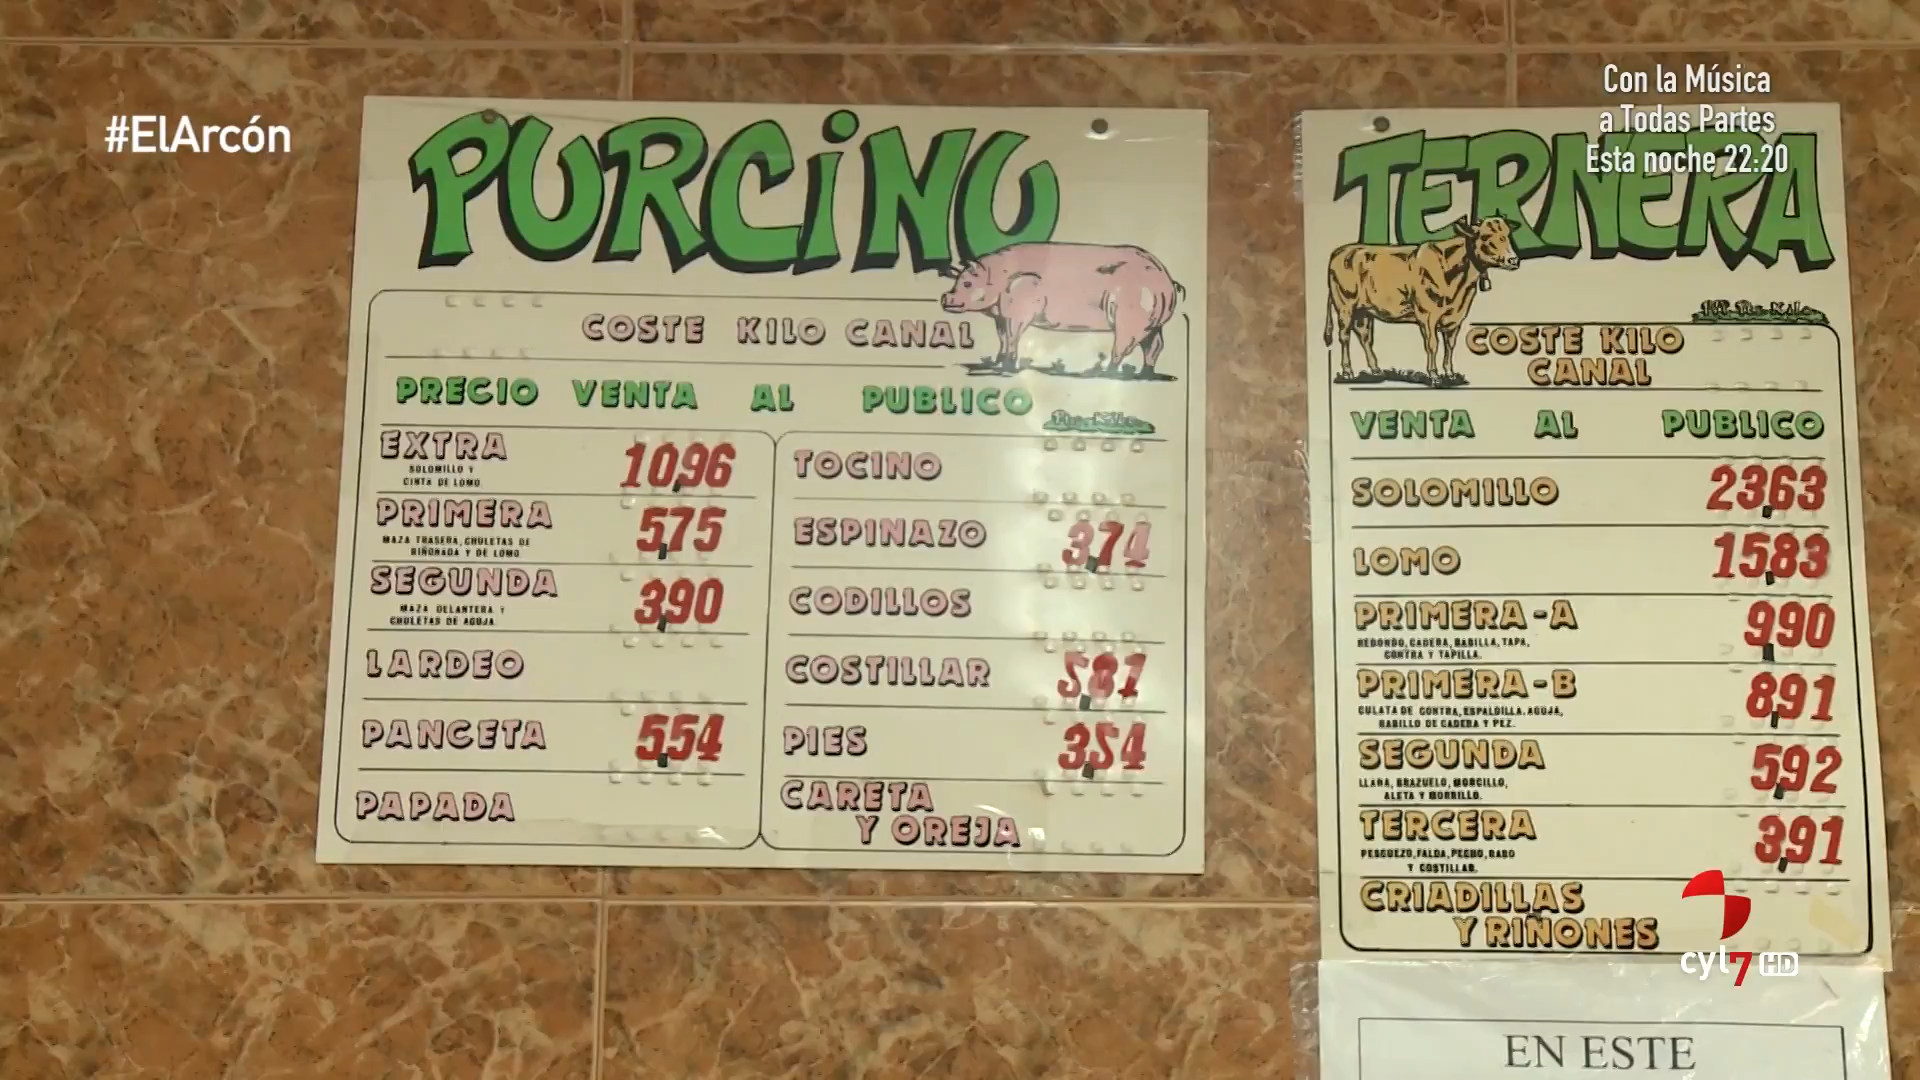 #ElArcón
Con la Música
a Todas Partes
Esta noche 22:20
PORCiNO
COSTE KILO CANAL
PRECIO VENTA AL PUBLICO
EXTRA 10,96
SOLOMILLO Y
CINTA DE LOMO
PRIMERA 5,75
MAZA TRASERA, CHULETAS DE
RIÑONADA Y DE LOMO
SEGUNDA 3,90
MAZA DELANTERA Y
CHULETAS DE AGUJA
LARDEO
PANCETA 5,54
PAPADA
TOCINO
ESPINAZO 3,74
CODILLOS
COSTILLAR 5,81
PIES 3,54
CARETA
Y OREJA
TERNERA
COSTE KILO
CANAL
VENTA AL PUBLICO
SOLOMILLO 23,63
LOMO 15,83
PRIMERA-A 9,90
REDONDO, CADERA, BABILLA, TAPA,
CONTRA Y TAPILLA.
PRIMERA-B 8,91
CULATA DE CONTRA, ESPALDILLA, AGUJA,
RABILLO DE CADERA Y PEZ.
SEGUNDA 5,92
LLANA, BRAZUELO, MORCILLO,
ALETA Y MORRILLO.
TERCERA 3,91
PESCUEZO, FALDA, PECHO, RABO
Y COSTILLAR.
CRIADILLAS
Y RIÑONES
cyl7 HD
EN ESTE